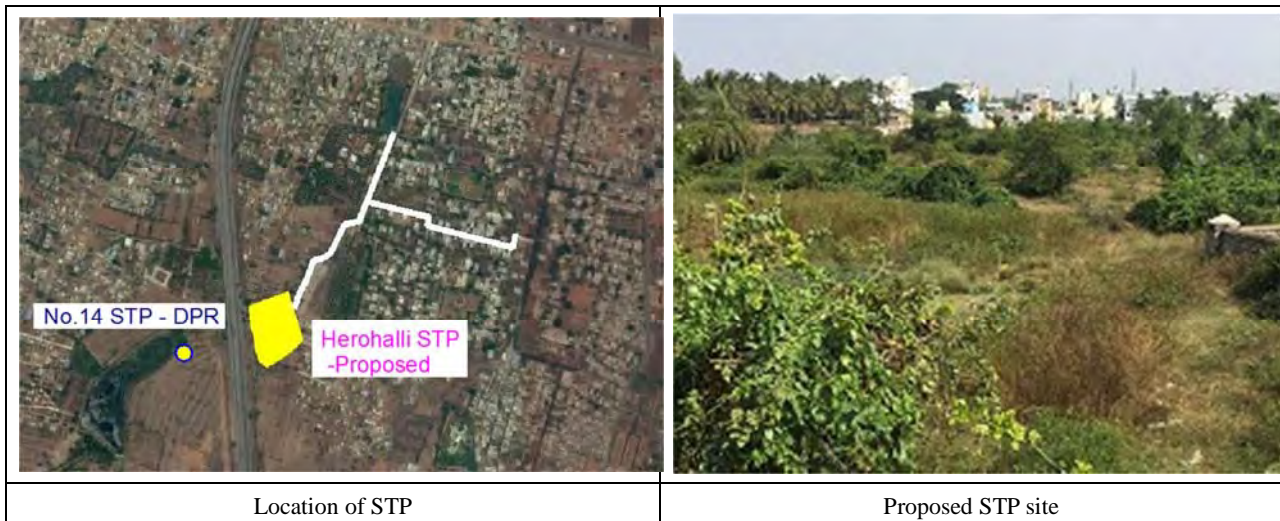 No.14 STP - DPR
Herohalli STP
-Proposed
Location of STP
Proposed STP site